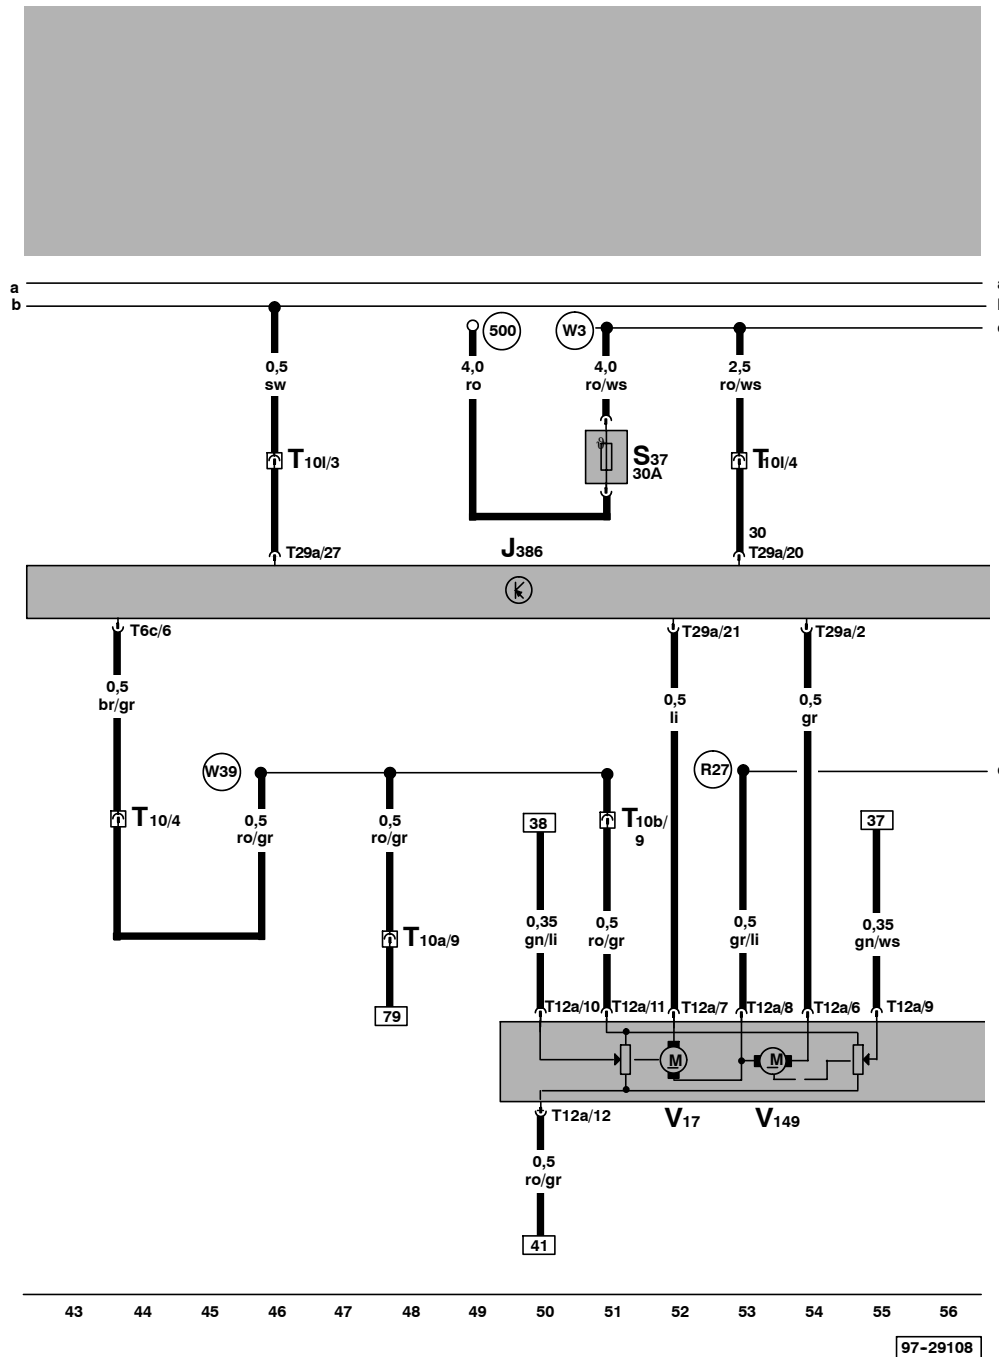 a
b
500
W3
0,5
sw
4,0
ro
4,0
ro/ws
2,5
ro/ws
T10l/3
S37
30A
T10l/4
30
T29a/27
J386
T29a/20
T6c/6
T29a/21
T29a/2
0,5
br/gr
0,5
li
0,5
gr
W39
R27
T10/4
0,5
ro/gr
0,5
ro/gr
38
T10b/
9
37
T10a/9
0,35
gn/li
0,5
ro/gr
0,5
gr/li
0,35
gn/ws
79
T12a/10
T12a/11
T12a/7
T12a/8
T12a/6
T12a/9
M
M
T12a/12
V17
V149
0,5
ro/gr
41
43 44 45 46 47 48 49 50 51 52 53 54 55 56
97-29108